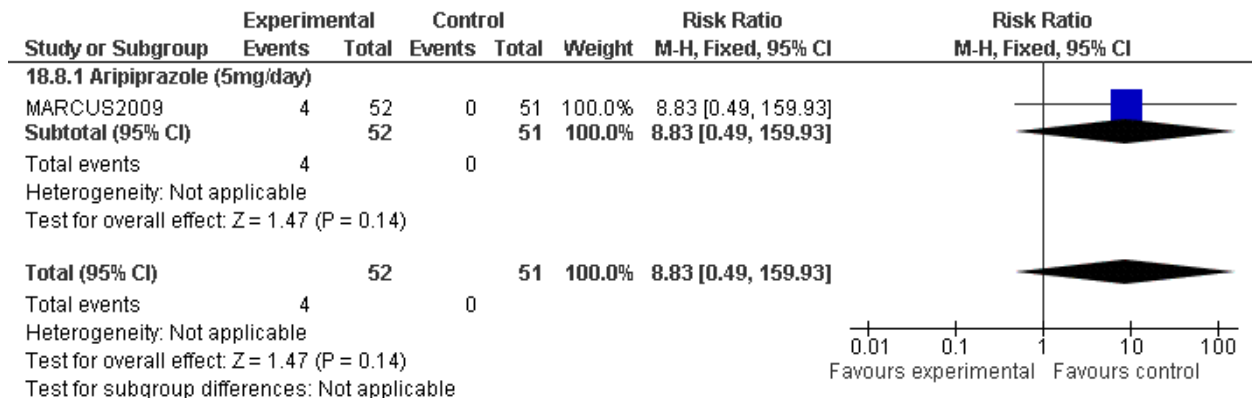 Experimental Control Risk Ratio Risk Ratio
Study or Subgroup Events Total Events Total Weight M-H, Fixed, 95% CI M-H, Fixed, 95% CI
18.8.1 Aripiprazole (5mg/day)
MARCUS2009 4 52 0 51 100.0% 8.83 [0.49, 159.93]
Subtotal (95% CI) 52 51 100.0% 8.83 [0.49, 159.93]
Total events 4 0
Heterogeneity: Not applicable
Test for overall effect: Z = 1.47 (P = 0.14)
Total (95% CI) 52 51 100.0% 8.83 [0.49, 159.93]
Total events 4 0
Heterogeneity: Not applicable
Test for overall effect: Z = 1.47 (P = 0.14)
Test for subgroup differences: Not applicable
0.01 0.1 1 10 100
Favours experimental Favours control